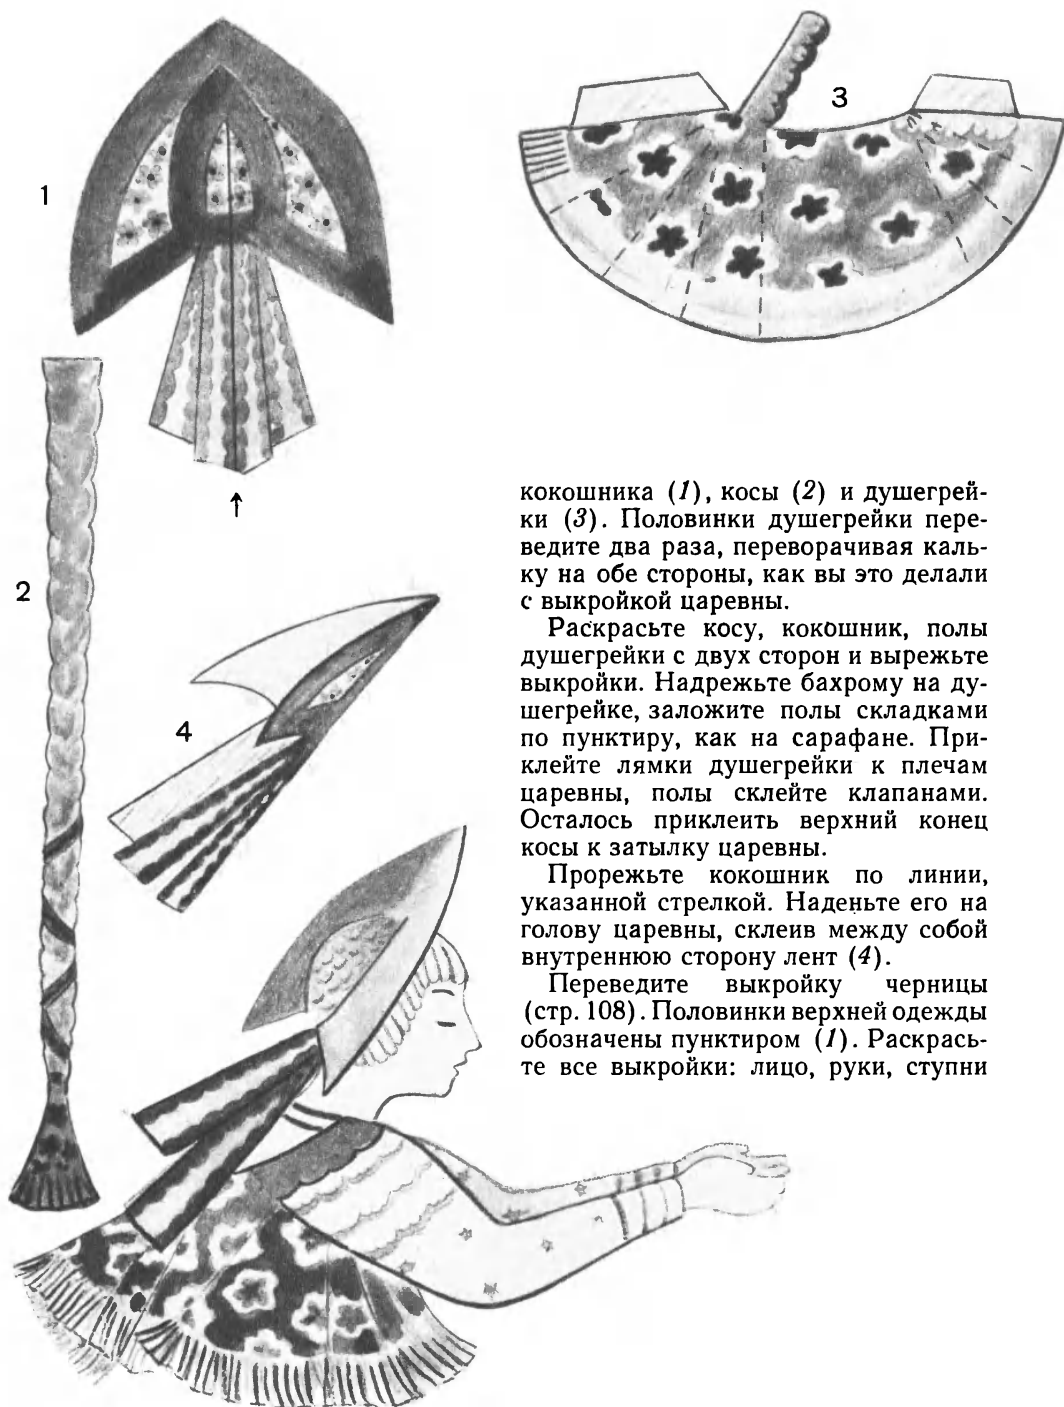 1
3
2
4
кокошника (1), косы (2) и душегрей-
ки (3). Половинки душегрейки пере-
ведите два раза, переворачивая каль-
ку на обе стороны, как вы это делали
с выкройкой царевны.
Раскрасьте косу, кокошник, полы
душегрейки с двух сторон и вырежьте
выкройки. Надрежьте бахрому на ду-
шегрейке, заложите полы складками
по пунктиру, как на сарафане. При-
клейте лямки душегрейки к плечам
царевны, полы склейте клапанами.
Осталось приклеить верхний конец
косы к затылку царевны.
Прорежьте кокошник по линии,
указанной стрелкой. Наденьте его на
голову царевны, склеив между собой
внутреннюю сторону лент (4).
Переведите выкройку черницы
(стр. 108). Половинки верхней одежды
обозначены пунктиром (1). Раскрась-
те все выкройки: лицо, руки, ступни